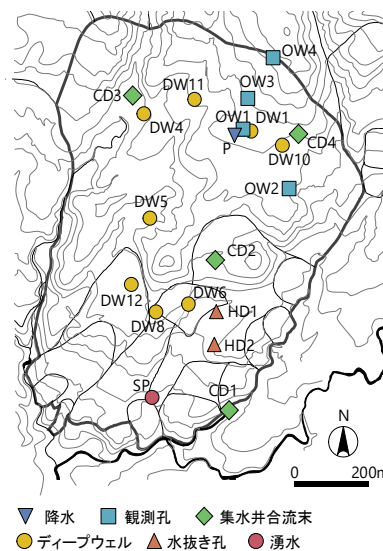 OW4
DW11
OW3
CD3
DW4
OW1 DW1
P
CD4
DW10
OW2
DW5
CD2
DW12
DW6
DW8
HD1
HD2
SP
CD1
N
0 200m
降水 観測孔 集水井合流末
ディープウェル 水抜き孔 湧水